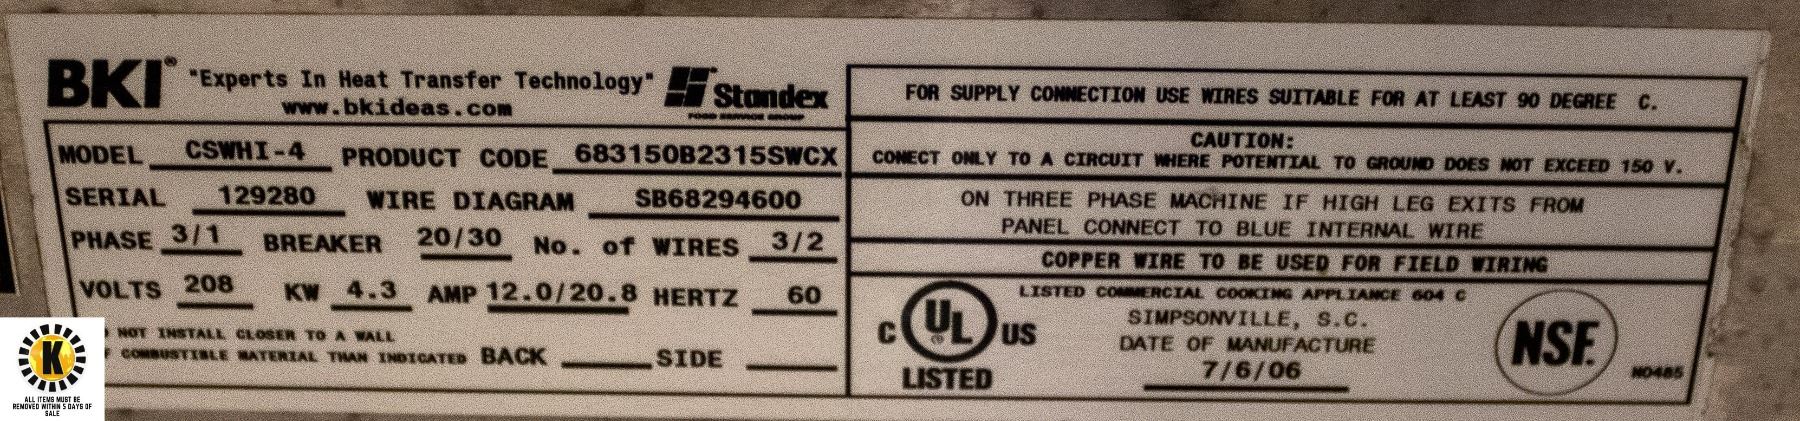 BKI® "Experts In Heat Transfer Technology"
www.bkideas.com
Standex
FOOD SERVICE GROUP
MODEL CSWHI-4 PRODUCT CODE 683150B2315SWCX
SERIAL 129280 WIRE DIAGRAM SB68294600
PHASE 3/1 BREAKER 20/30 No. of WIRES 3/2
VOLTS 208 KW 4.3 AMP 12.0/20.8 HERTZ 60
NOT INSTALL CLOSER TO A WALL
COMBUSTIBLE MATERIAL THAN INDICATED BACK SIDE
FOR SUPPLY CONNECTION USE WIRES SUITABLE FOR AT LEAST 90 DEGREE C.
CAUTION:
CONECT ONLY TO A CIRCUIT WHERE POTENTIAL TO GROUND DOES NOT EXCEED 150 V.
ON THREE PHASE MACHINE IF HIGH LEG EXITS FROM
PANEL CONNECT TO BLUE INTERNAL WIRE
COPPER WIRE TO BE USED FOR FIELD WIRING
C UL® US
LISTED
LISTED COMMERCIAL COOKING APPLIANCE 604 C
SIMPSONVILLE, S.C.
DATE OF MANUFACTURE
7/6/06
NSF.
N0485
K
ALL ITEMS MUST BE
REMOVED WITHIN 5 DAYS OF
SALE